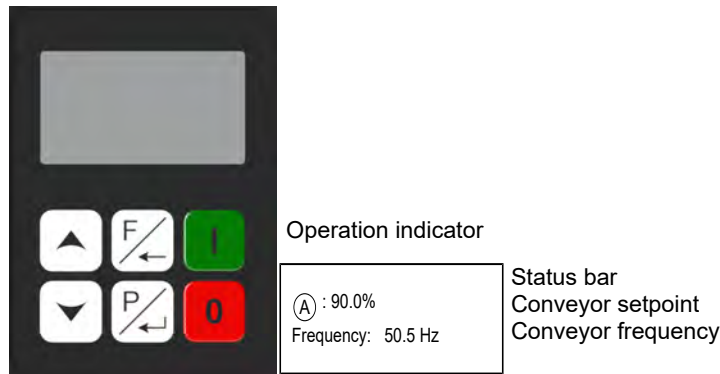 F
I
P
0
Operation indicator
A : 90.0%
Frequency: 50.5 Hz
Status bar
Conveyor setpoint
Conveyor frequency